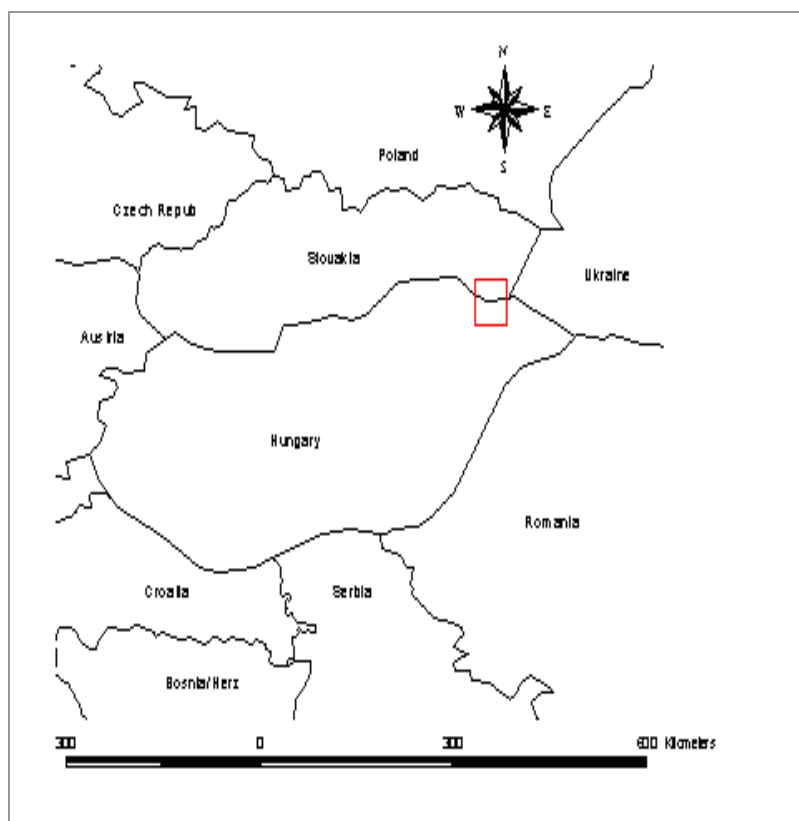 N
W E
S
Poland
Czech Repub
Slovakia
Ukraine
Austria
Hungary
Romania
Croatia
Serbia
Bosnia/Herz
300 0 300 600 Kilometers